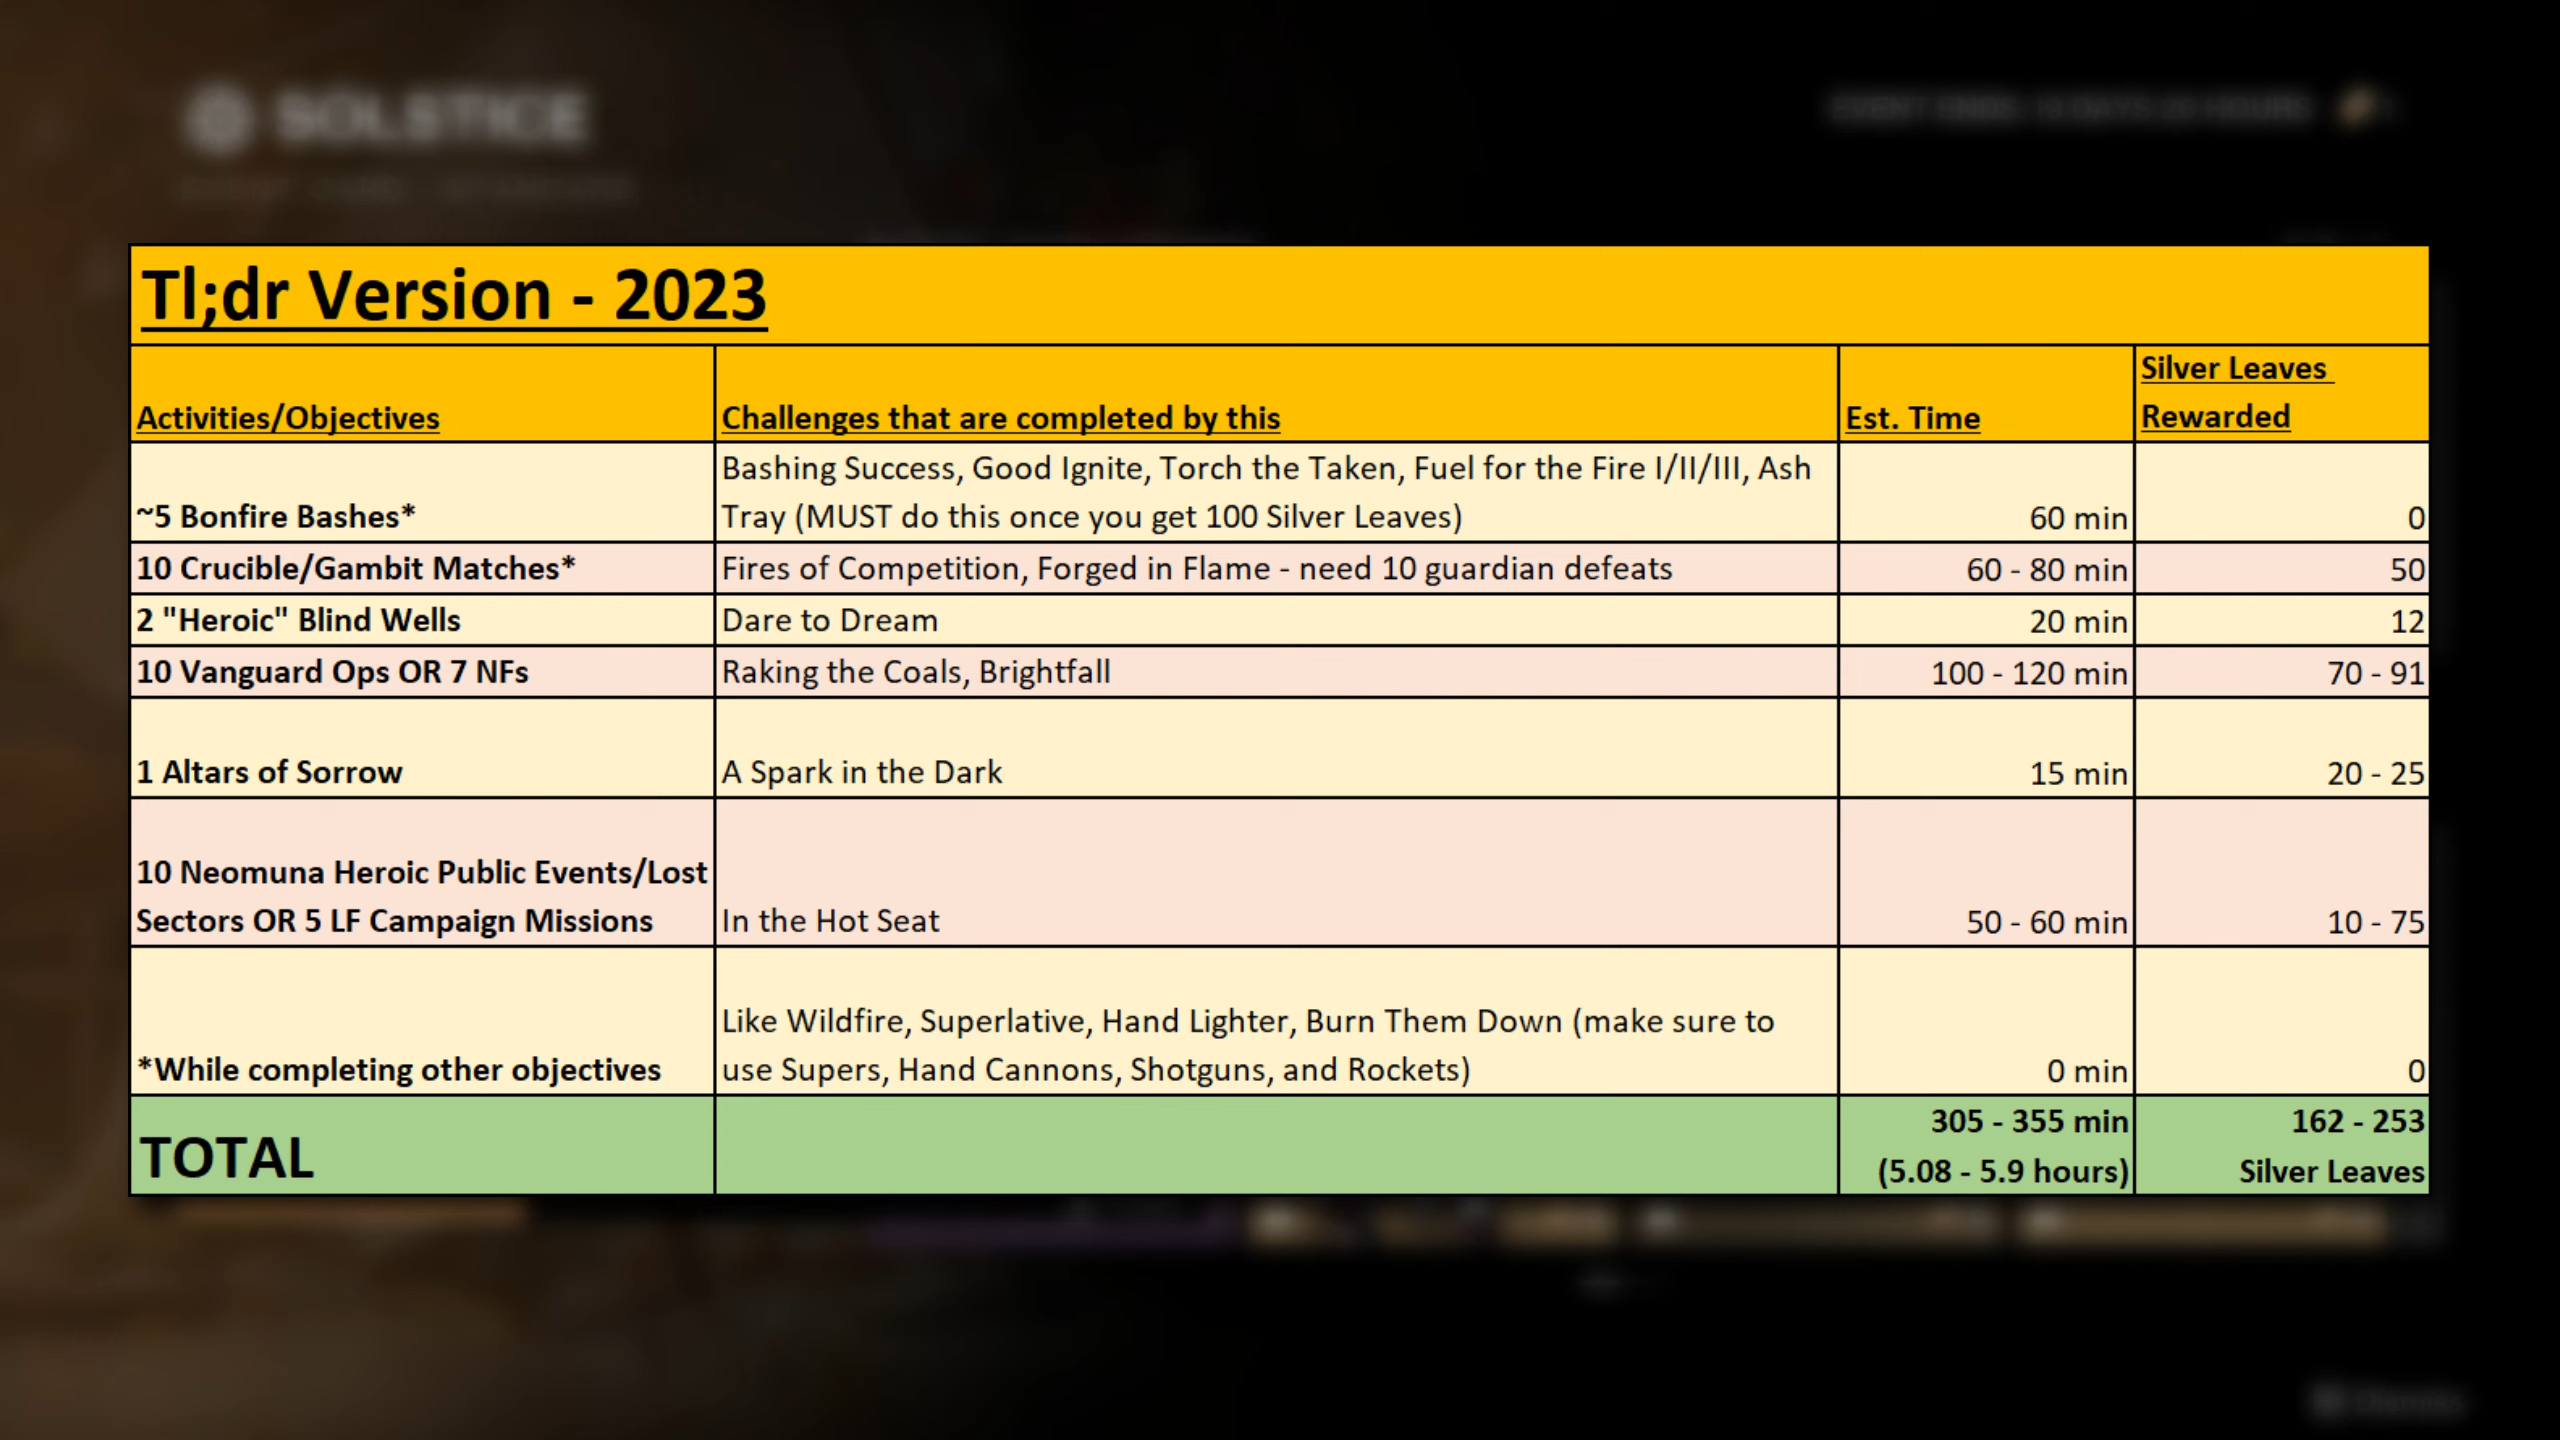 SOLSTICE
Tl;dr Version - 2023
Activities/Objectives
Challenges that are completed by this
Est. Time
Silver Leaves
Rewarded
~5 Bonfire Bashes*
Bashing Success, Good Ignite, Torch the Taken, Fuel for the Fire I/II/III, Ash
Tray (MUST do this once you get 100 Silver Leaves)
60 min
0
10 Crucible/Gambit Matches*
Fires of Competition, Forged in Flame - need 10 guardian defeats
60 - 80 min
50
2 "Heroic" Blind Wells
Dare to Dream
20 min
12
10 Vanguard Ops OR 7 NFs
Raking the Coals, Brightfall
100 - 120 min
70 - 91
1 Altars of Sorrow
A Spark in the Dark
15 min
20 - 25
10 Neomuna Heroic Public Events/Lost
Sectors OR 5 LF Campaign Missions
In the Hot Seat
50 - 60 min
10 - 75
*While completing other objectives
Like Wildfire, Superlative, Hand Lighter, Burn Them Down (make sure to
use Supers, Hand Cannons, Shotguns, and Rockets)
0 min
0
TOTAL
305 - 355 min
(5.08 - 5.9 hours)
162 - 253
Silver Leaves